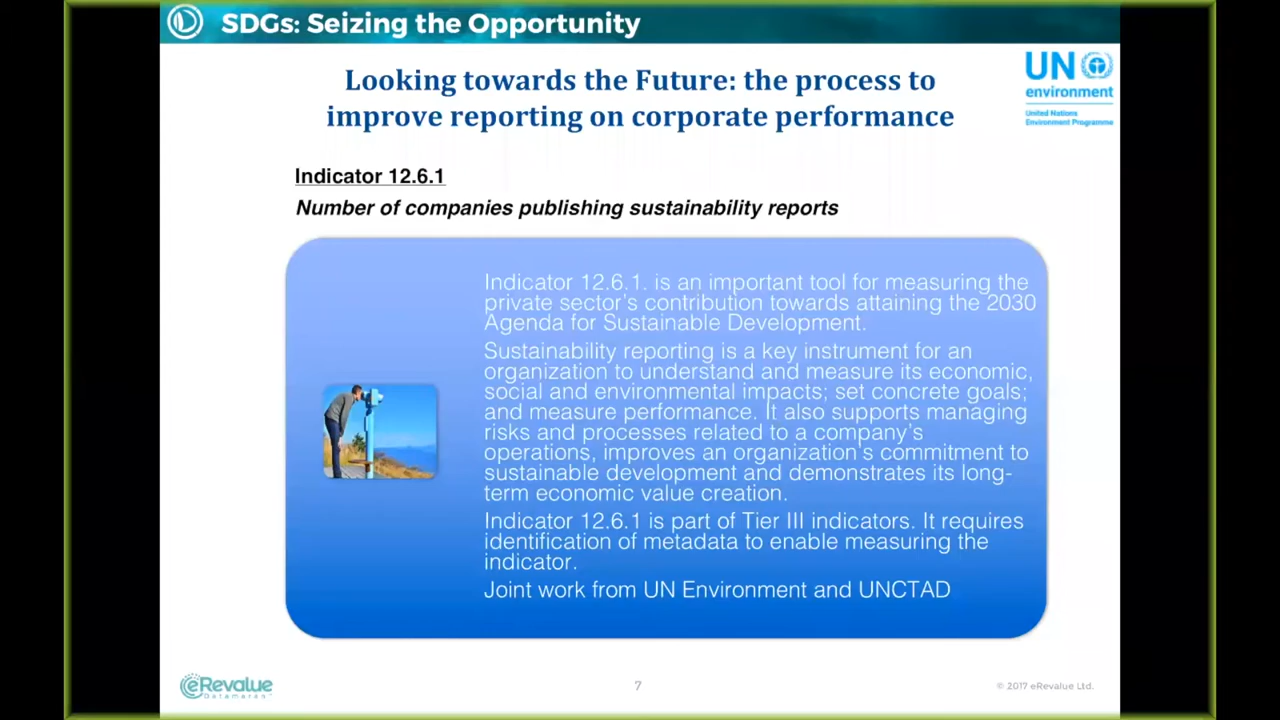 SDGs: Seizing the Opportunity
Looking towards the Future: the process to
improve reporting on corporate performance
UN
environment
United Nations
Environment Programme
Indicator 12.6.1
Number of companies publishing sustainability reports
Indicator 12.6.1. is an important tool for measuring the
private sector's contribution towards attaining the 2030
Agenda for Sustainable Development.
Sustainability reporting is a key instrument for an
organization to understand and measure its economic,
social and environmental impacts; set concrete goals;
and measure performance. It also supports managing
risks and processes related to a company's
operations, improves an organization's commitment to
sustainable development and demonstrates its long-
term economic value creation.
Indicator 12.6.1 is part of Tier III indicators. It requires
identification of metadata to enable measuring the
indicator.
Joint work from UN Environment and UNCTAD
eRevalue
Datamaran
7
© 2017 eRevalue Ltd.